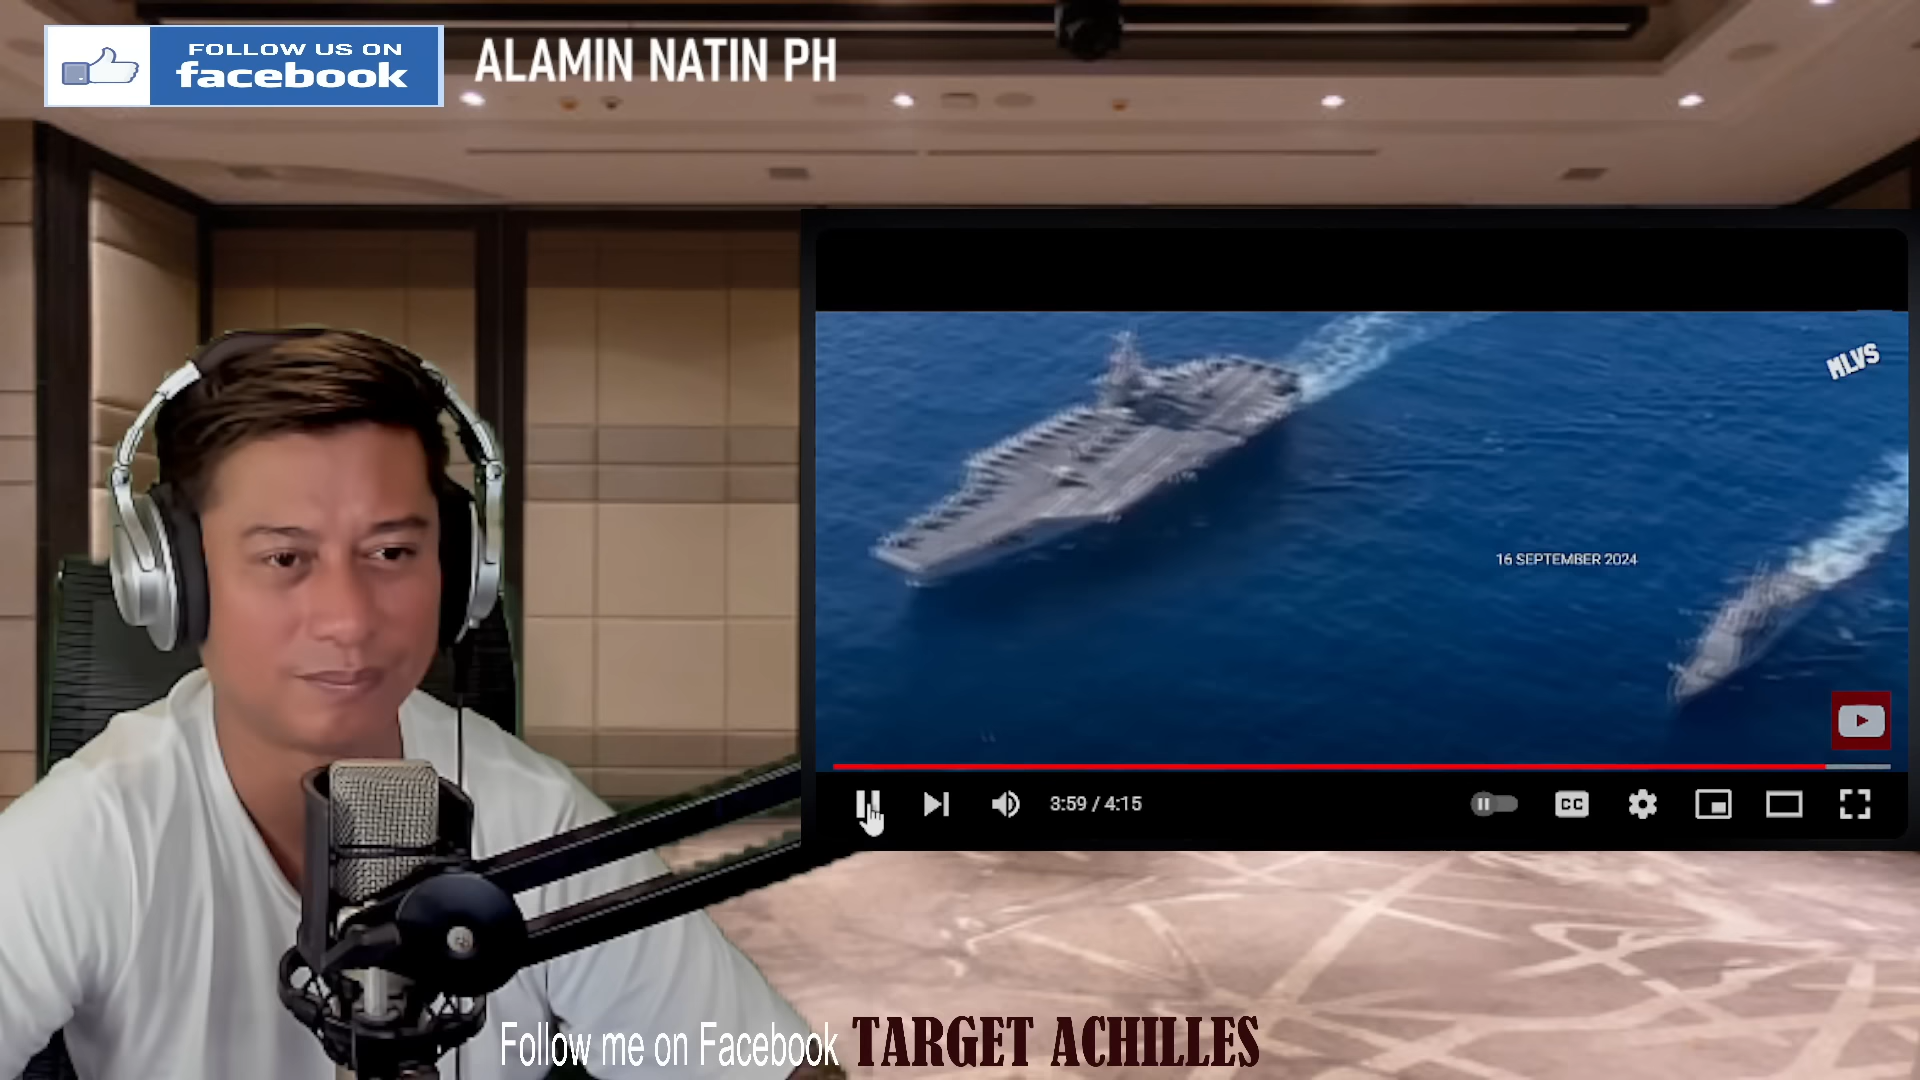 FOLLOW US ON
facebook
ALAMIN NATIN PH
MLVS
16 SEPTEMBER 2024
3:59 / 4:15
CC
Follow me on Facebook TARGET ACHILLES